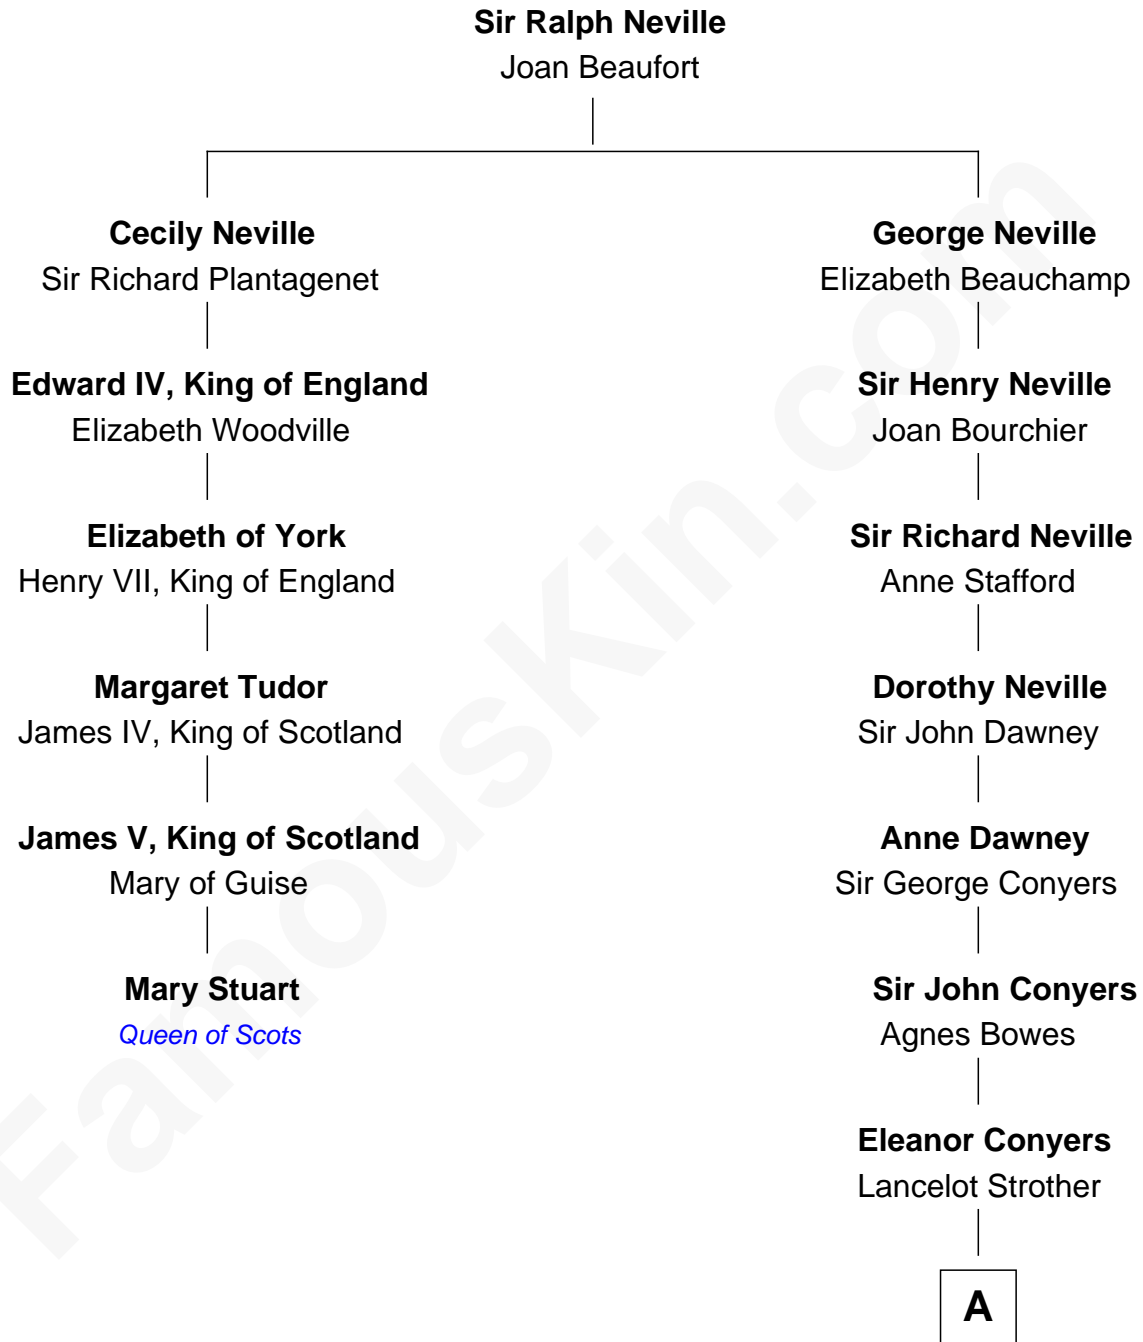 Sir Ralph Neville
Joan Beaufort
Cecily Neville
Sir Richard Plantagenet
Edward IV, King of England
Elizabeth Woodville
Elizabeth of York
Henry VII, King of England
Margaret Tudor
James IV, King of Scotland
James V, King of Scotland
Mary of Guise
Mary Stuart
Queen of Scots
George Neville
Elizabeth Beauchamp
Sir Henry Neville
Joan Bourchier
Sir Richard Neville
Anne Stafford
Dorothy Neville
Sir John Dawney
Anne Dawney
Sir George Conyers
Sir John Conyers
Agnes Bowes
Eleanor Conyers
Lancelot Strother
A
FamousKin.com